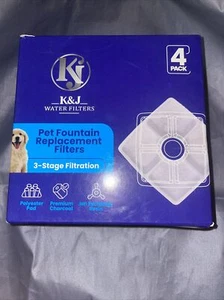 KJ
K&J
WATER FILTERS
4
PACK
Pet Fountain
Replacement
Filters
3-Stage Filtration
Polyester
Pad
Premium
Charcoal